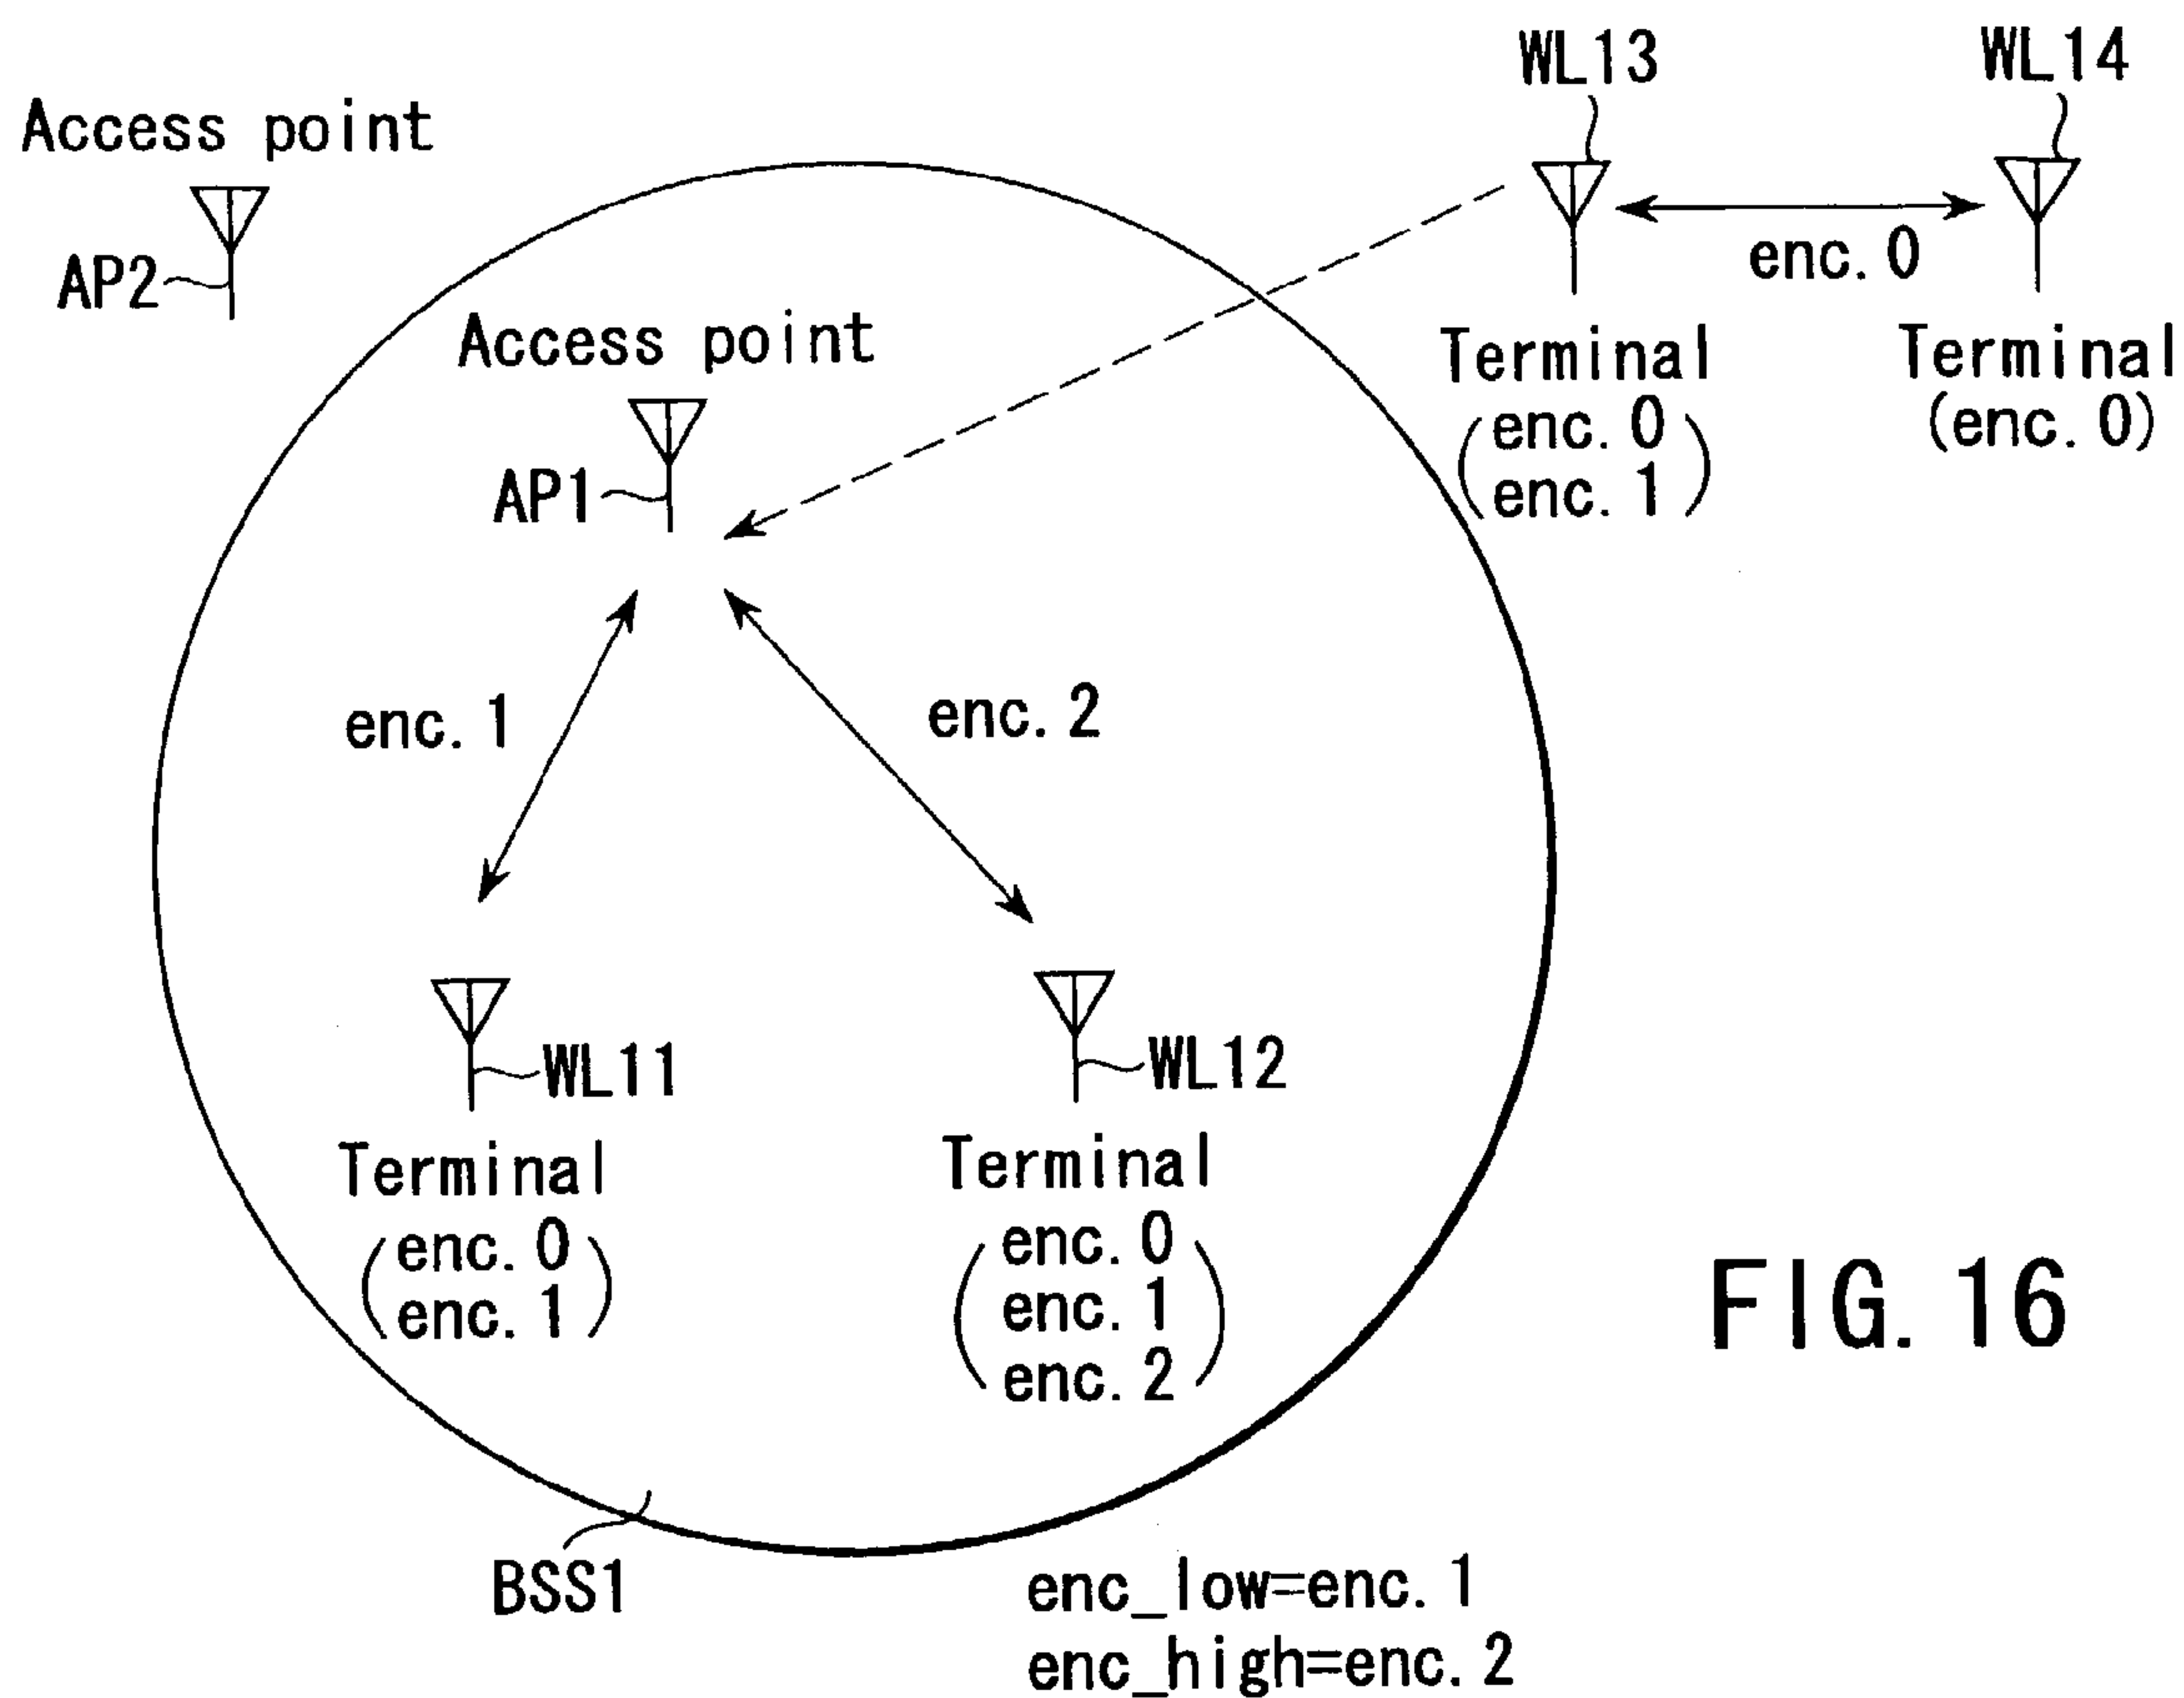 WL13
WL14
Access point
AP2
enc. 0
Access point
AP1
Terminal
enc. 0
enc. 1
Terminal
(enc. 0)
enc. 1
enc. 2
WL11
WL12
Terminal
enc. 0
enc. 1
Terminal
enc. 0
enc. 1
enc. 2
FIG. 16
BSS1
enc_low=enc. 1
enc_high=enc. 2